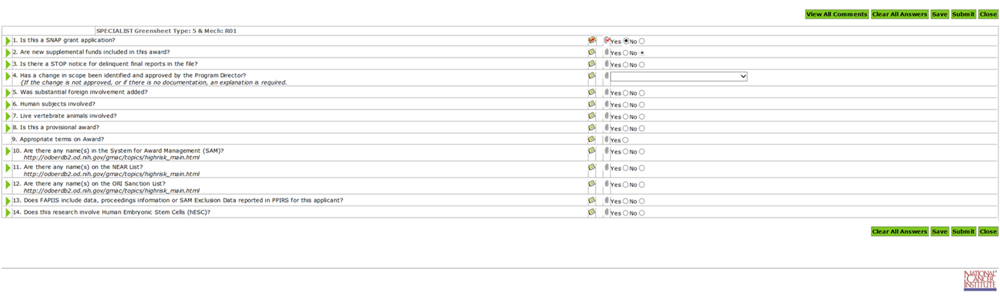 View All Comments Clear All Answers Save Submit Close
SPECIALIST Greensheet Type: 5 & Mech: R01
1. Is this a SNAP grant application? Yes No
2. Are new supplemental funds included in this award? Yes No
3. Is there a STOP notice for delinquent final reports in the file? Yes No
4. Has a change in scope been identified and approved by the Program Director?
{If the change is not approved, or if there is no documentation, an explanation is required.
5. Was substantial foreign involvement added? Yes No
6. Human subjects involved? Yes No
7. Live vertebrate animals involved? Yes No
8. Is this a provisional award? Yes No
9. Appropriate terms on Award? Yes
10. Are there any name(s) in the System for Award Management (SAM)? Yes No
http://odoerdb2.od.nih.gov/gmac/topics/highrisk_main.html
11. Are there any name(s) on the NEAR List? Yes No
http://odoerdb2.od.nih.gov/gmac/topics/highrisk_main.html
12. Are there any name(s) on the ORI Sanction List? Yes No
http://odoerdb2.od.nih.gov/gmac/topics/highrisk_main.html
13. Does FAPIIS include data, proceedings information or SAM Exclusion Data reported in PPIRS for this applicant? Yes No
14. Does this research involve Human Embryonic Stem Cells (hESC)? Yes No
Clear All Answers Save Submit Close
NATIONAL
CANCER
INSTITUTE